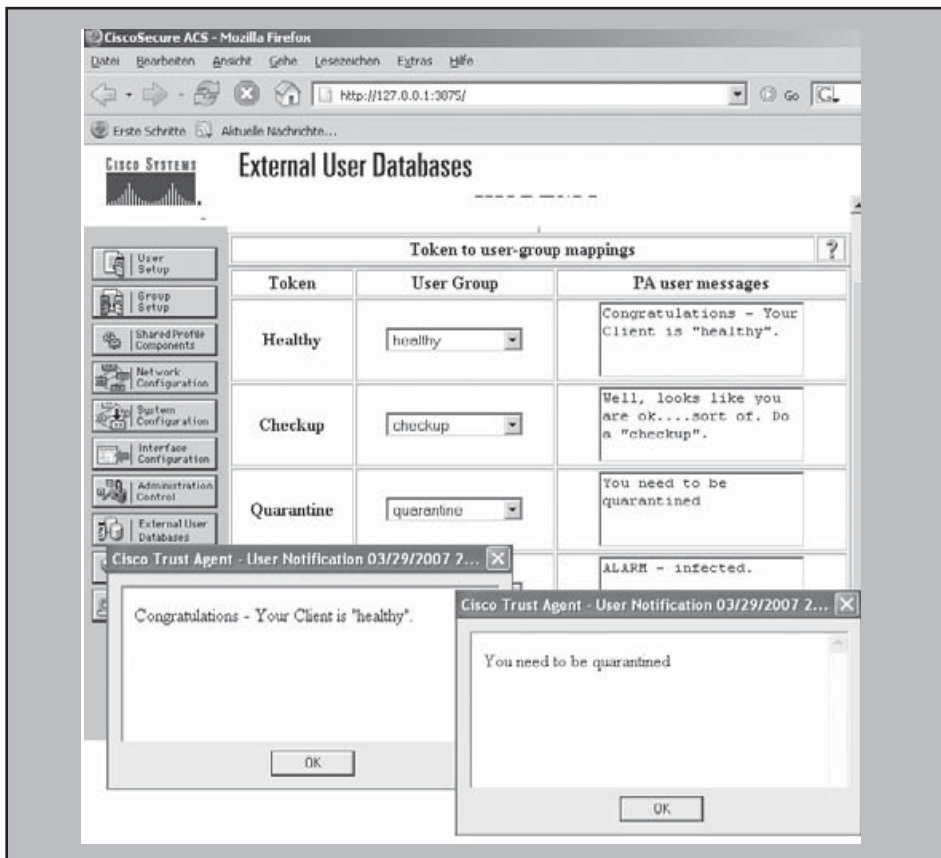 CiscoSecure ACS - Mozilla Firefox
Datei Bearbeiten Ansicht Gehe Lesezeichen Extras Hilfe
http://127.0.0.1:3875/
Go
Erste Schritte Aktuelle Nachrichte...
CISCO SYSTEMS
External User Databases
User
Setup
Group
Setup
Shared Profile
Components
Network
Configuration
System
Configuration
Interface
Configuration
Administration
Control
External User
Databases
Token to user-group mappings
?
Token User Group PA user messages
Healthy healthy Congratulations - Your
Client is "healthy".
Checkup checkup Well, looks like you
are ok....sort of. Do
a "checkup".
Quarantine quarantine You need to be
quarantined
ALARM - infected.
Cisco Trust Agent - User Notification 03/29/2007 2...
Congratulations - Your Client is "healthy".
OK
Cisco Trust Agent - User Notification 03/29/2007 2...
You need to be quarantined
OK